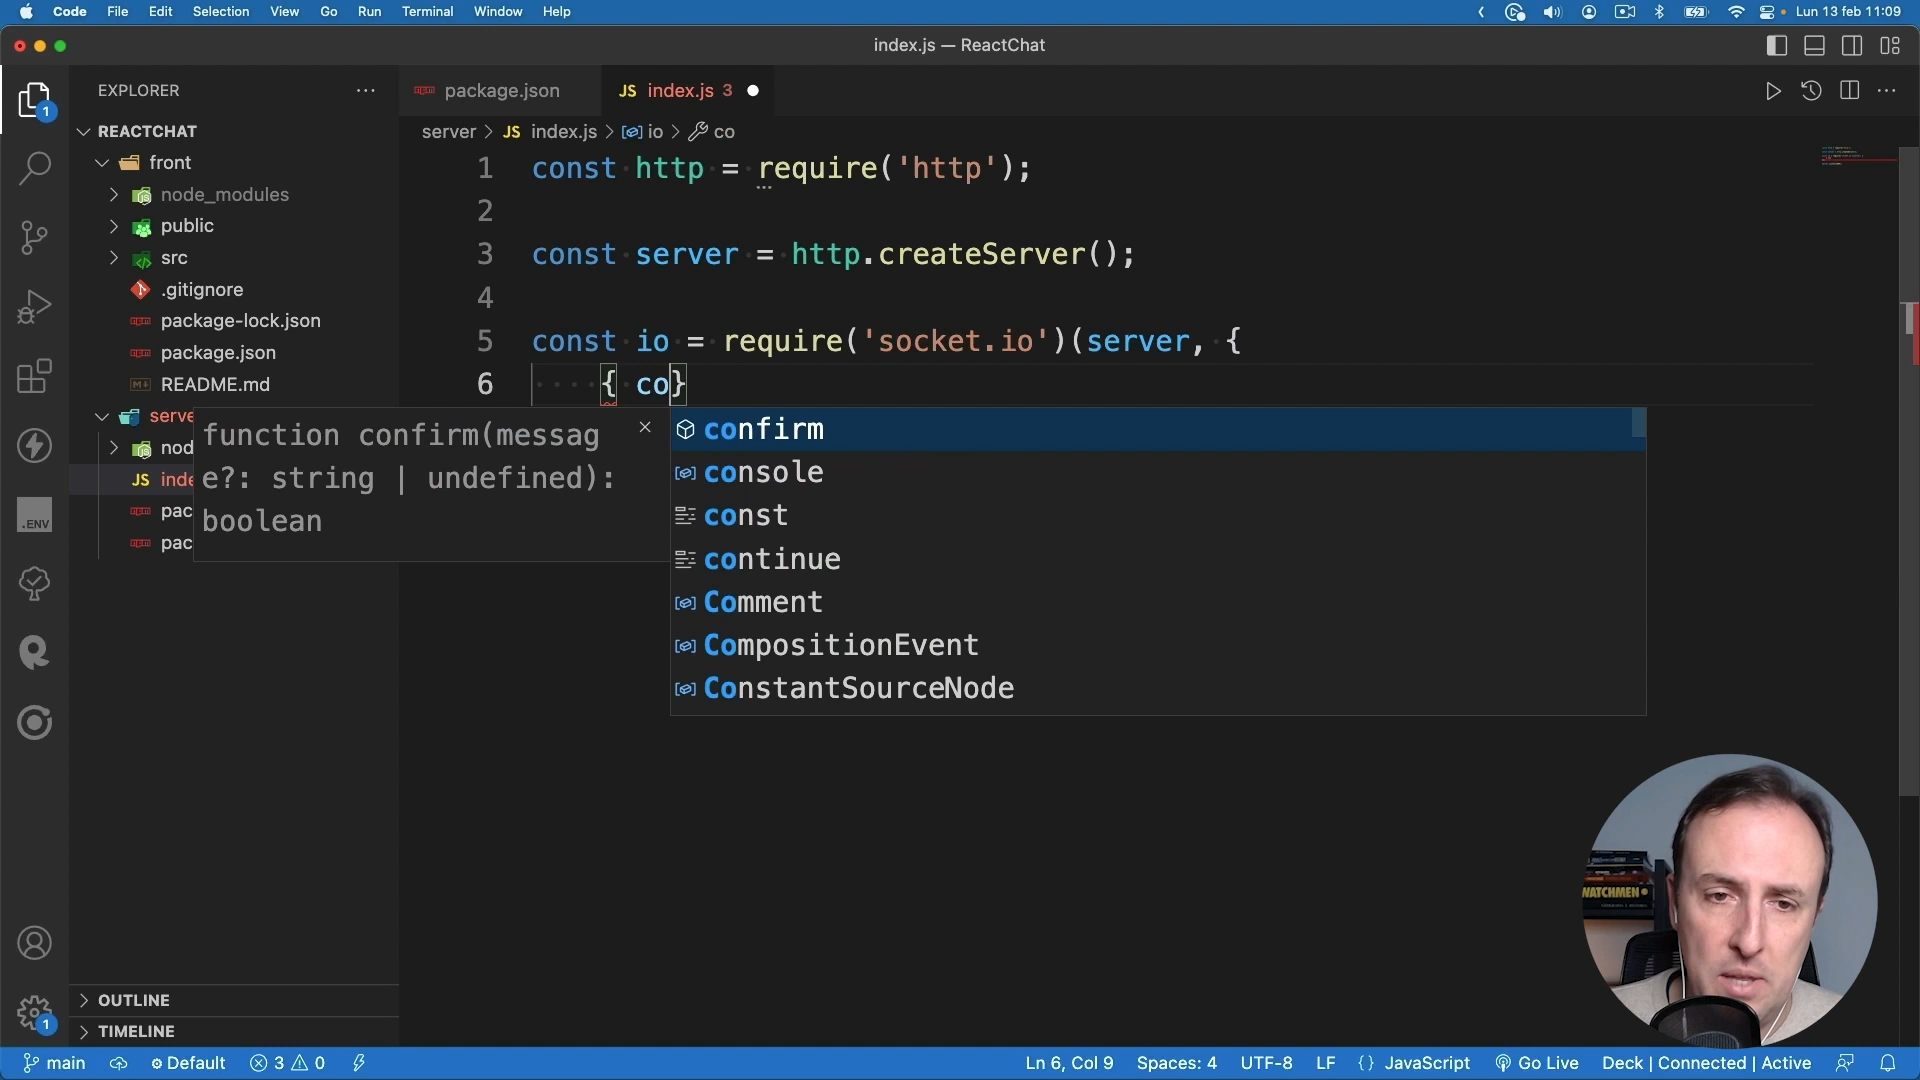 Code File Edit Selection View Go Run Terminal Window Help Lun 13 feb 11:09
index.js — ReactChat
EXPLORER
package.json
JS index.js 3
REACTCHAT
server > JS index.js > io > co
front
node_modules
public
src
.gitignore
package-lock.json
package.json
README.md
serve
nod
JS inde
pac
pac
1 const http = require('http');
2
3 const server = http.createServer();
4
5 const io = require('socket.io')(server, {
6 { co}
function confirm(messag
e?: string | undefined):
boolean
confirm
console
const
continue
Comment
CompositionEvent
ConstantSourceNode
1
.ENV
1
WATCHMEN
OUTLINE
TIMELINE
main Default 3 0 Ln 6, Col 9 Spaces: 4 UTF-8 LF {} JavaScript Go Live Deck | Connected | Active